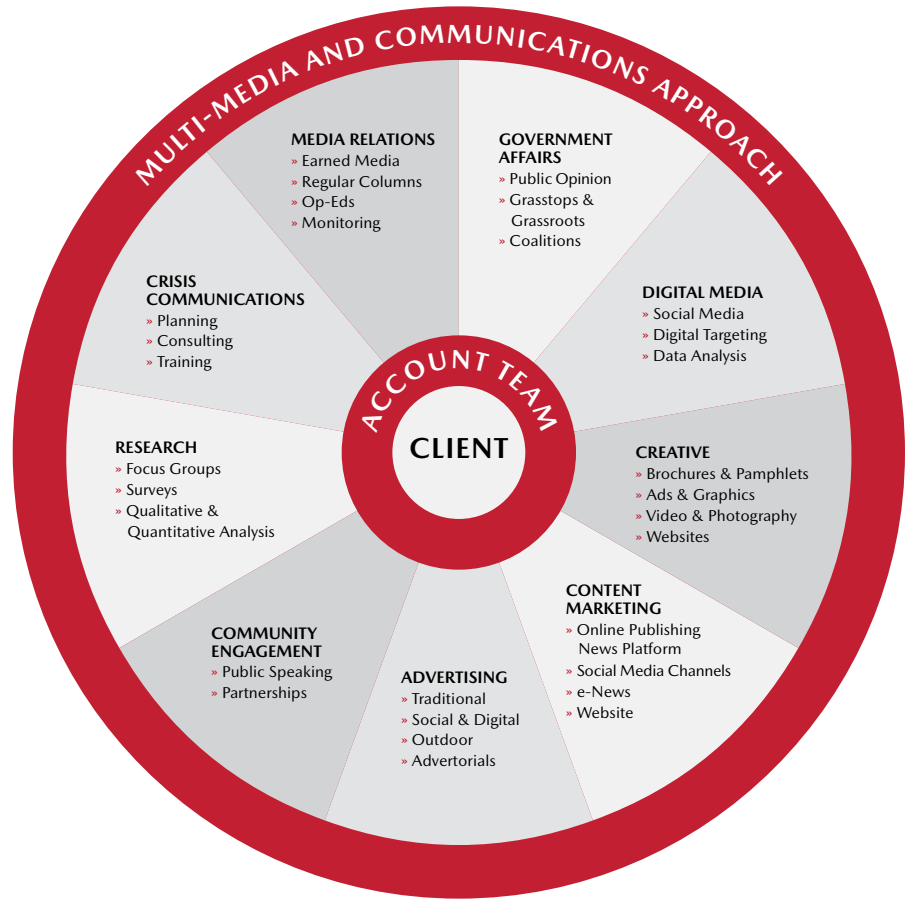 MULTI-MEDIA AND COMMUNICATIONS APPROACH
MEDIA RELATIONS
» Earned Media
» Regular Columns
» Op-Eds
» Monitoring
GOVERNMENT
AFFAIRS
» Public Opinion
» Grasstops &
Grassroots
» Coalitions
DIGITAL MEDIA
» Social Media
» Digital Targeting
» Data Analysis
CREATIVE
» Brochures & Pamphlets
» Ads & Graphics
» Video & Photography
» Websites
CONTENT
MARKETING
» Online Publishing
News Platform
» Social Media Channels
» e-News
» Website
ADVERTISING
» Traditional
» Social & Digital
» Outdoor
» Advertorials
COMMUNITY
ENGAGEMENT
» Public Speaking
» Partnerships
RESEARCH
» Focus Groups
» Surveys
» Qualitative &
Quantitative Analysis
CRISIS
COMMUNICATIONS
» Planning
» Consulting
» Training
ACCOUNT TEAM
CLIENT